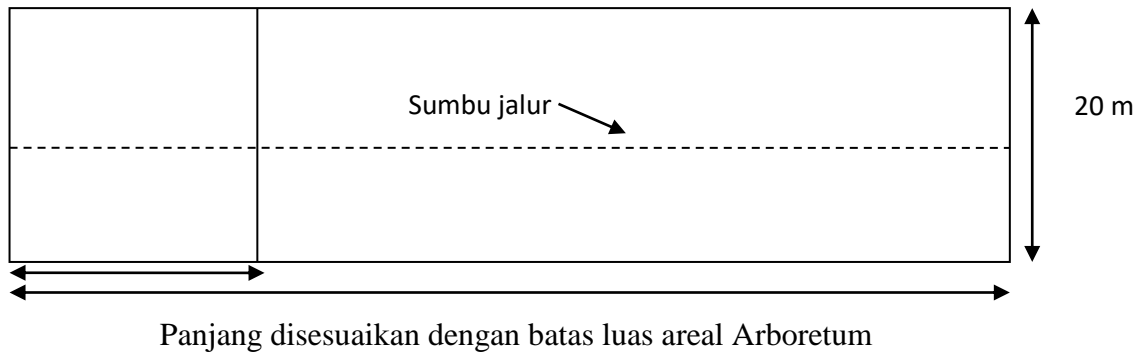 Sumbu jalur
20 m
Panjang disesuaikan dengan batas luas areal Arboretum